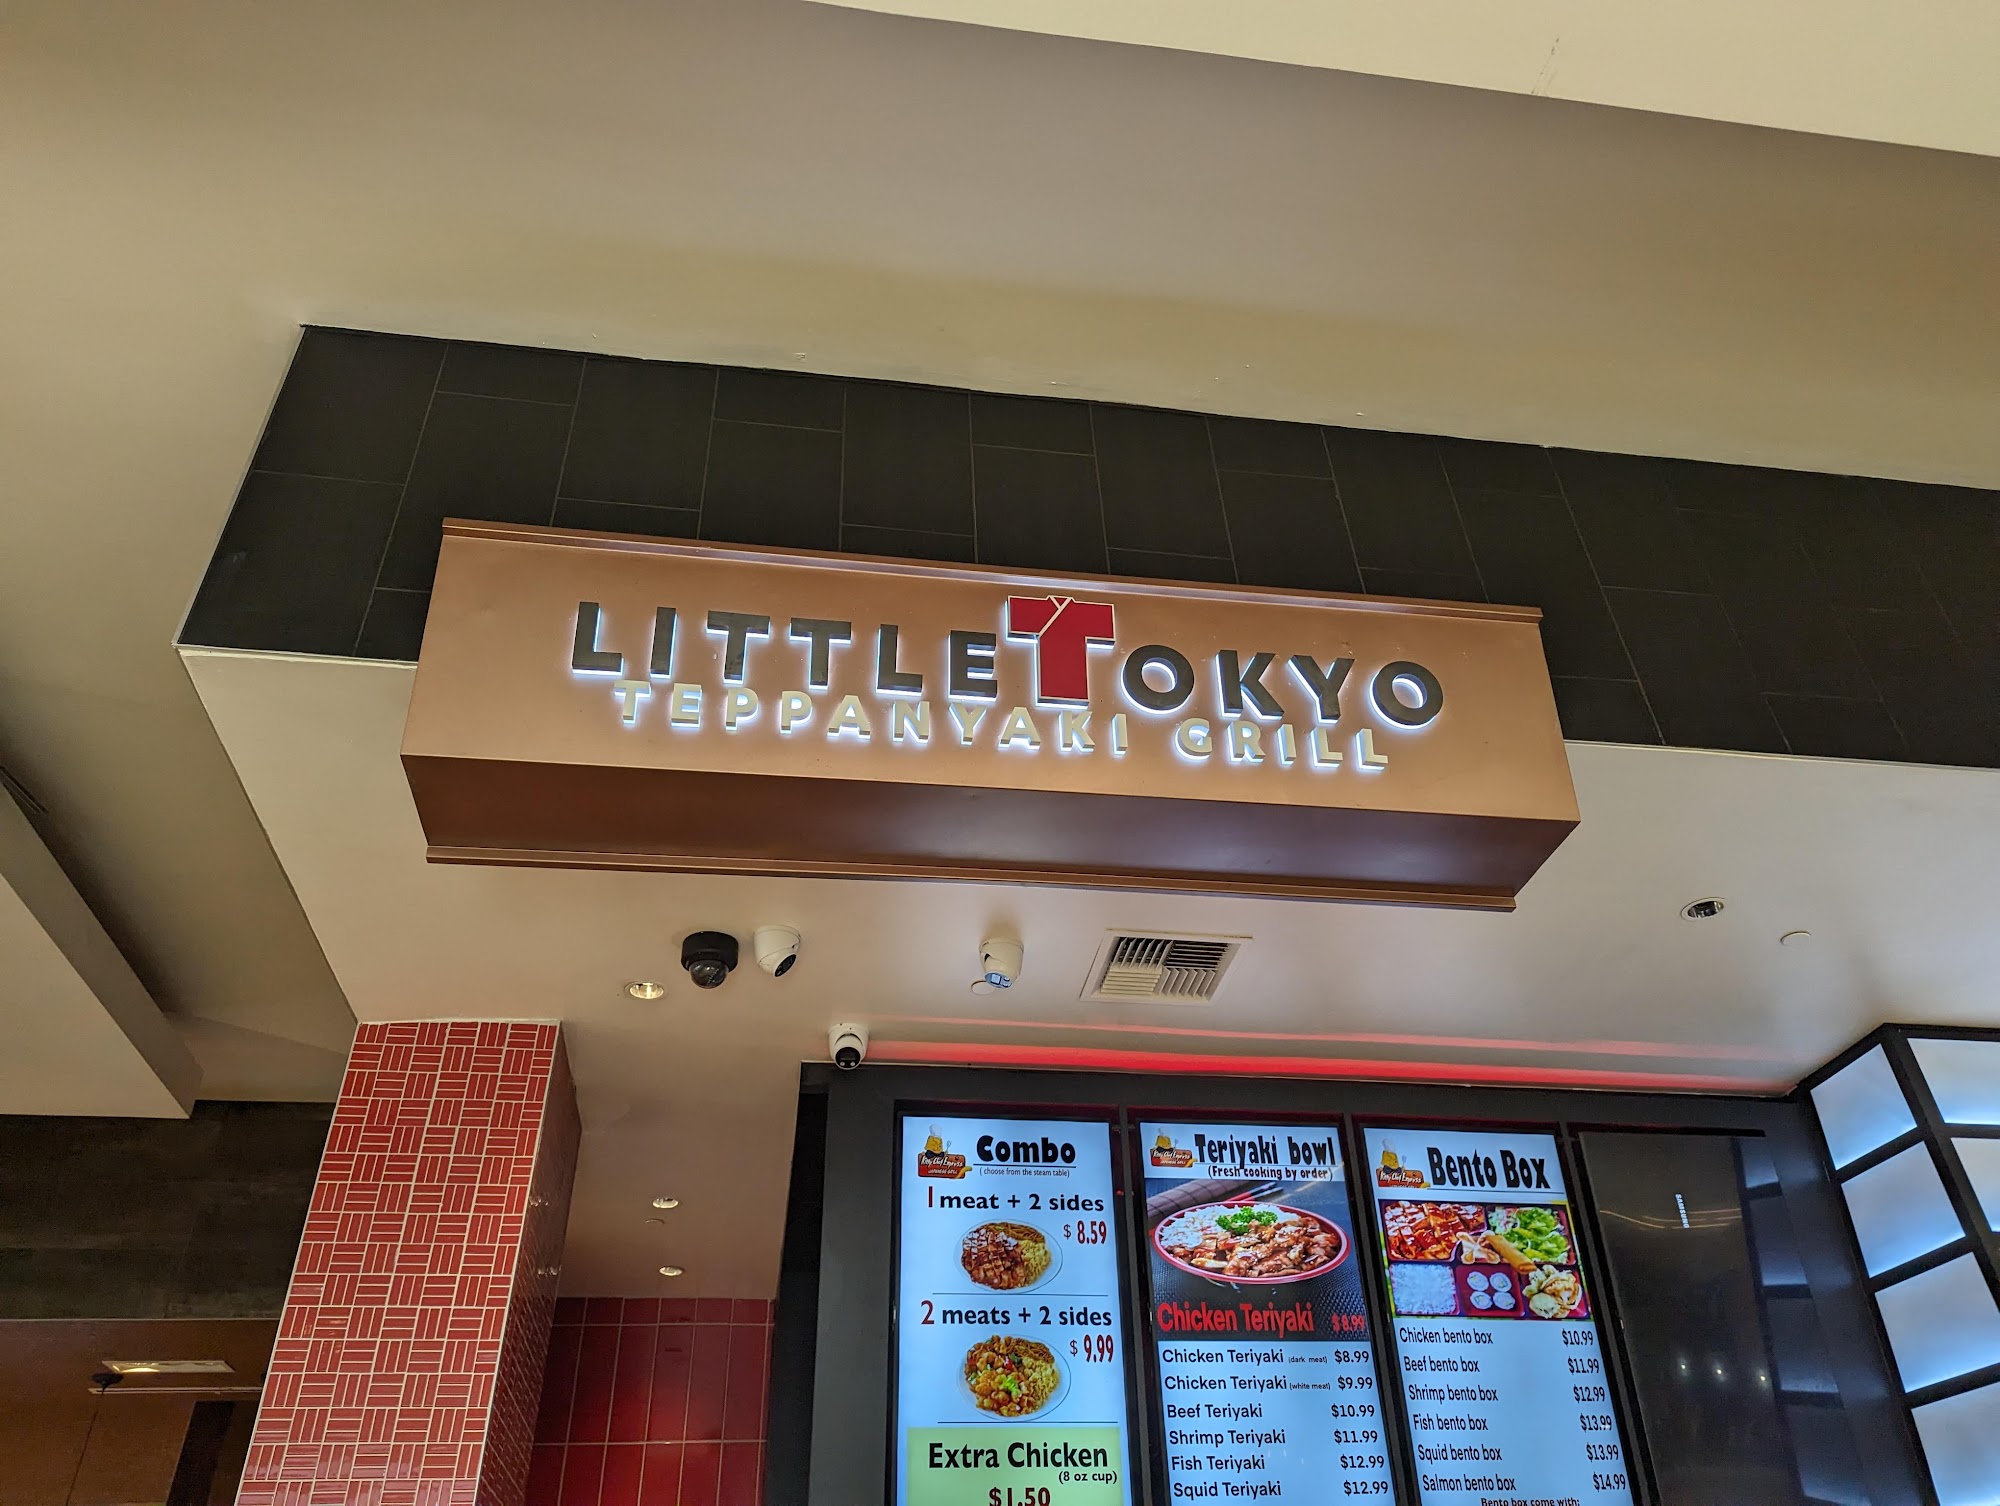 LITTLE TOKYO
TEPPANYAKI GRILL
Combo
( choose from the steam table)
1 meat + 2 sides
$ 8.59
2 meats + 2 sides
$ 9.99
Extra Chicken
(8 oz cup)
$1.50
Teriyaki bowl
(Fresh cooking by order)
Chicken Teriyaki $8.99
Chicken Teriyaki (dark meat) $8.99
Chicken Teriyaki (white meat) $9.99
Beef Teriyaki $10.99
Shrimp Teriyaki $11.99
Fish Teriyaki $12.99
Squid Teriyaki $12.99
Bento Box
Chicken bento box $10.99
Beef bento box $11.99
Shrimp bento box $12.99
Fish bento box $13.99
Squid bento box $13.99
Salmon bento box $14.99
Bento box come with:
SAMSUNG